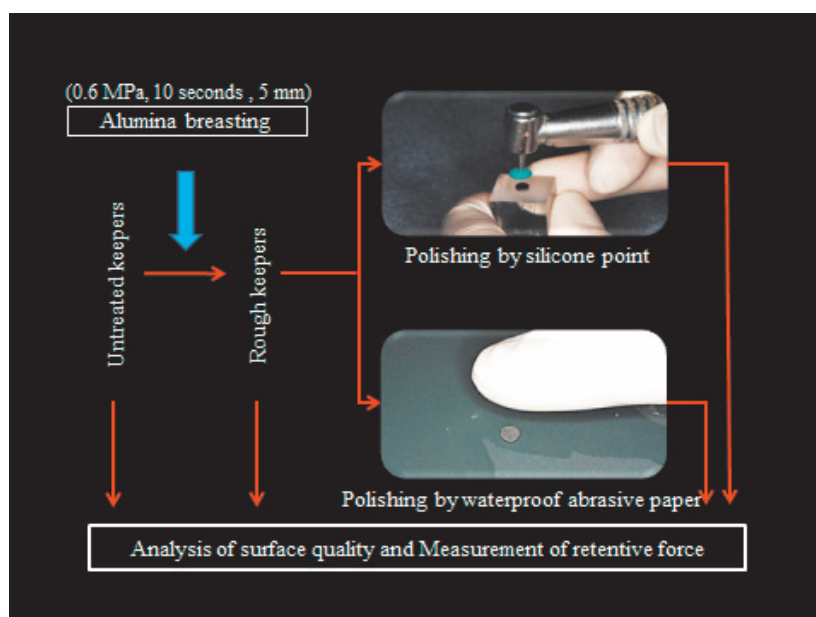 (0.6 MPa, 10 seconds , 5 mm)
Alumina breasting
Untreated keepers
Rough keepers
Polishing by silicone point
Polishing by waterproof abrasive paper
Analysis of surface quality and Measurement of retentive force